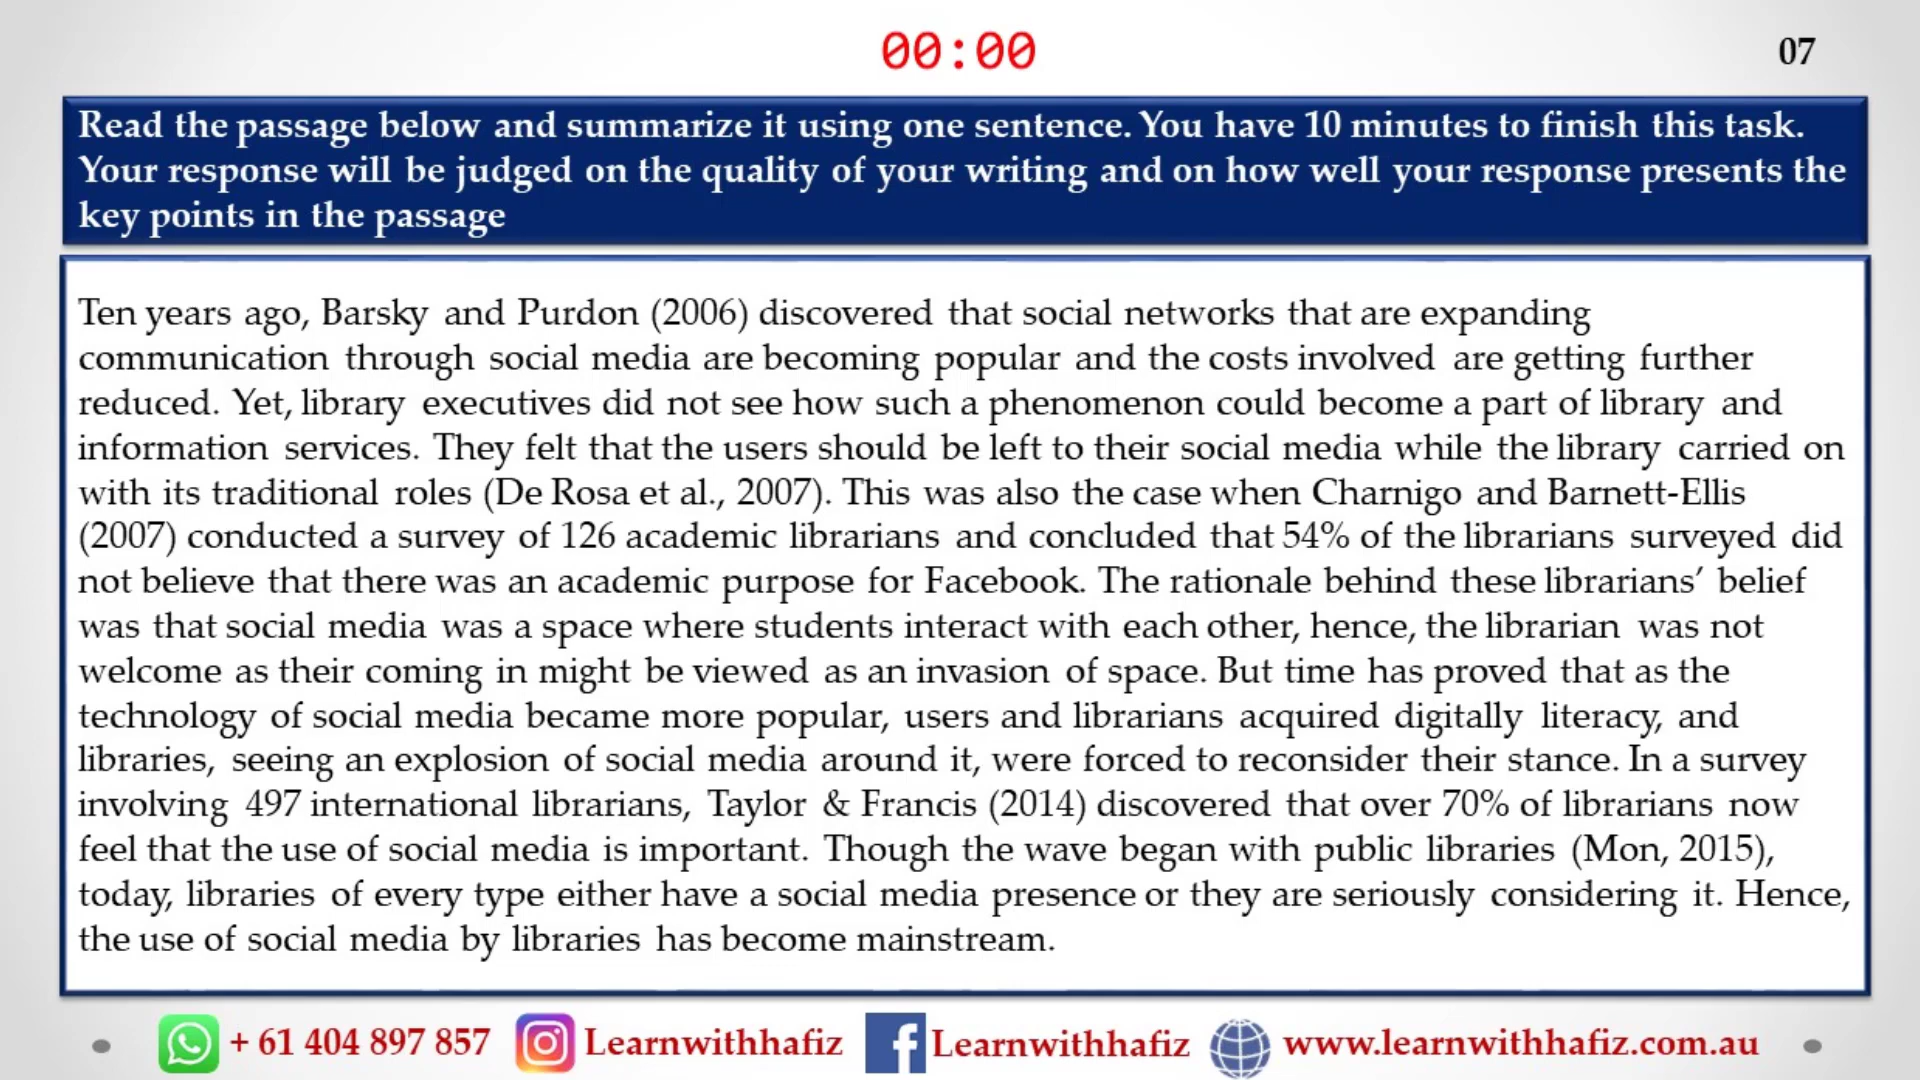 00:00
07
Read the passage below and summarize it using one sentence. You have 10 minutes to finish this task.
Your response will be judged on the quality of your writing and on how well your response presents the
key points in the passage
Ten years ago, Barsky and Purdon (2006) discovered that social networks that are expanding
communication through social media are becoming popular and the costs involved are getting further
reduced. Yet, library executives did not see how such a phenomenon could become a part of library and
information services. They felt that the users should be left to their social media while the library carried on
with its traditional roles (De Rosa et al., 2007). This was also the case when Charnigo and Barnett-Ellis
(2007) conducted a survey of 126 academic librarians and concluded that 54% of the librarians surveyed did
not believe that there was an academic purpose for Facebook. The rationale behind these librarians’ belief
was that social media was a space where students interact with each other, hence, the librarian was not
welcome as their coming in might be viewed as an invasion of space. But time has proved that as the
technology of social media became more popular, users and librarians acquired digitally literacy, and
libraries, seeing an explosion of social media around it, were forced to reconsider their stance. In a survey
involving 497 international librarians, Taylor & Francis (2014) discovered that over 70% of librarians now
feel that the use of social media is important. Though the wave began with public libraries (Mon, 2015),
today, libraries of every type either have a social media presence or they are seriously considering it. Hence,
the use of social media by libraries has become mainstream.
+ 61 404 897 857 Learnwithhafiz Learnwithhafiz www.learnwithhafiz.com.au